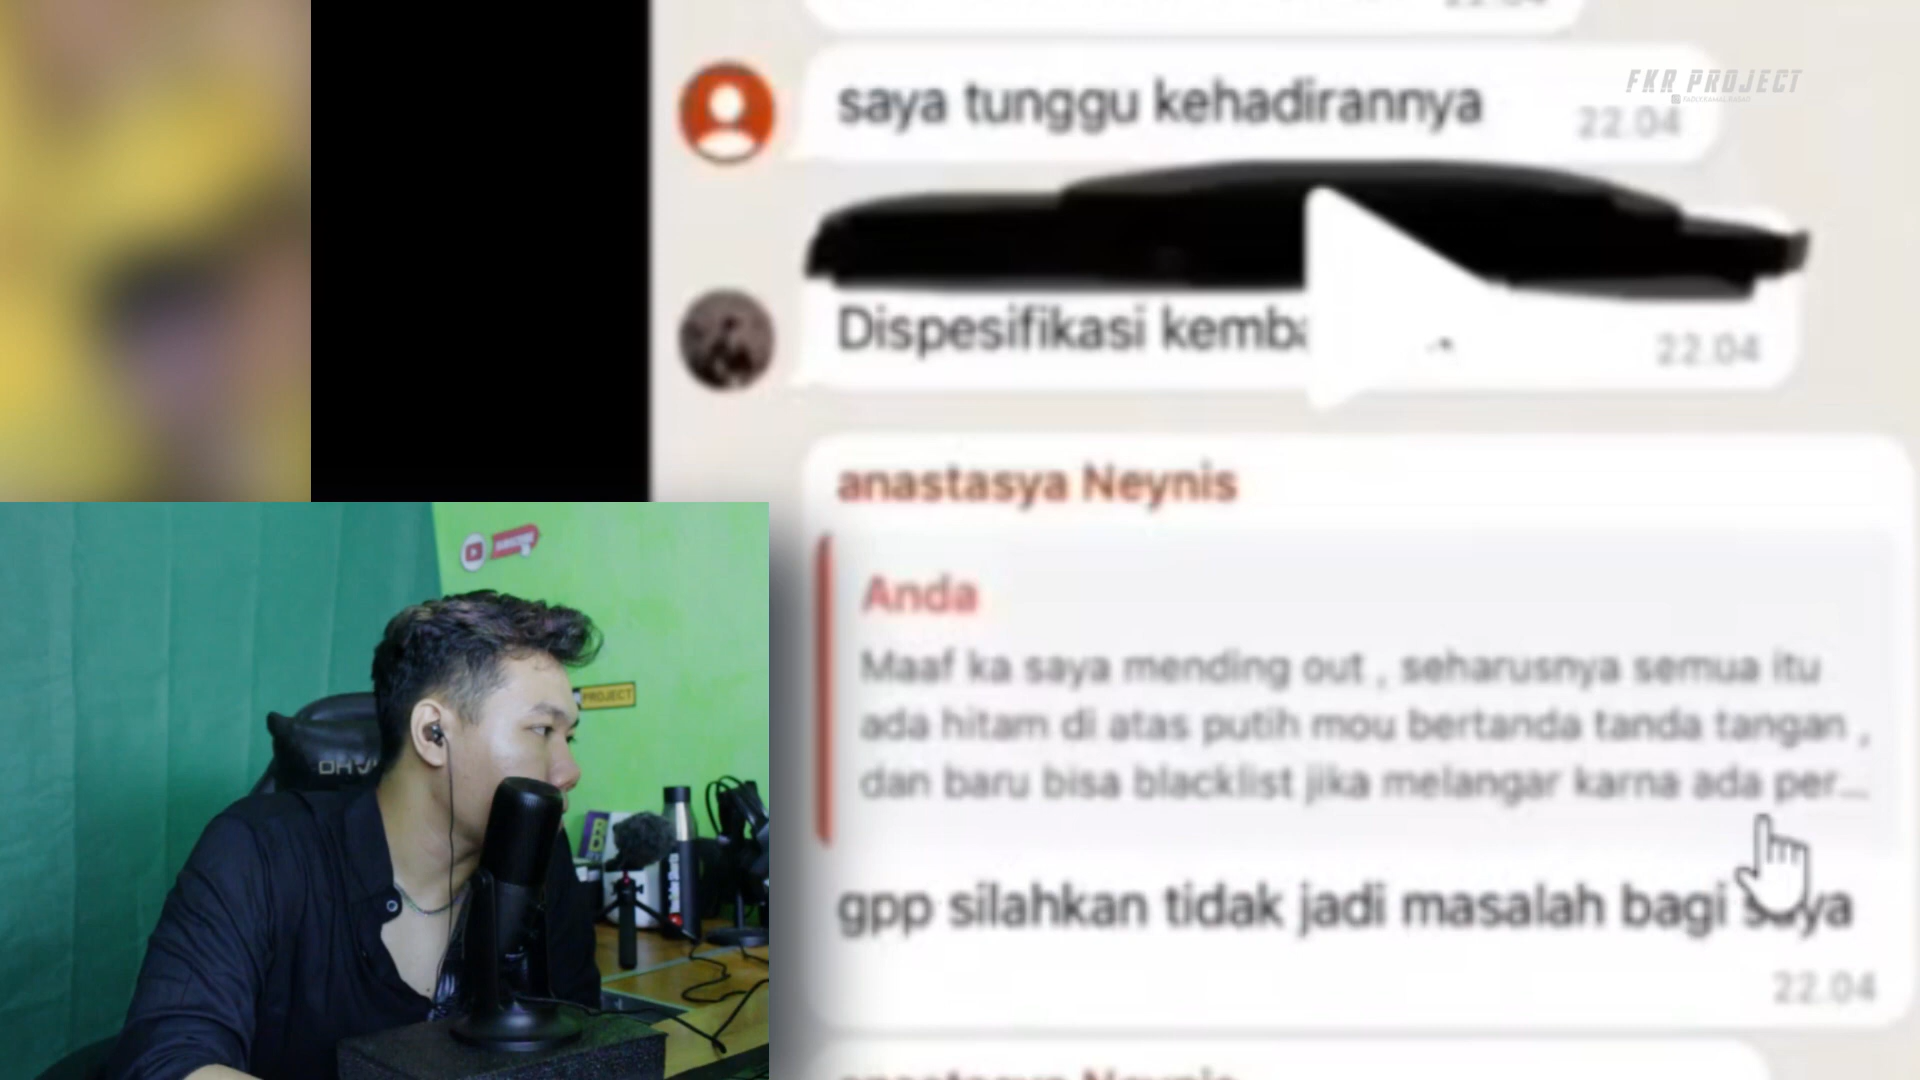 FKR PROJECT
saya tunggu kehadirannya
22.04
Dispesifikasi
22.04
anastasya Neynis
Anda
Maaf ka saya mending out , seharusnya semua itu
ada hitam di atas putih mou bertanda tanda tangan ,
dan baru bisa blacklist jika melangar karna ada per...
gpp silahkan tidak jadi masalah bagi saya
22.04
PROJECT